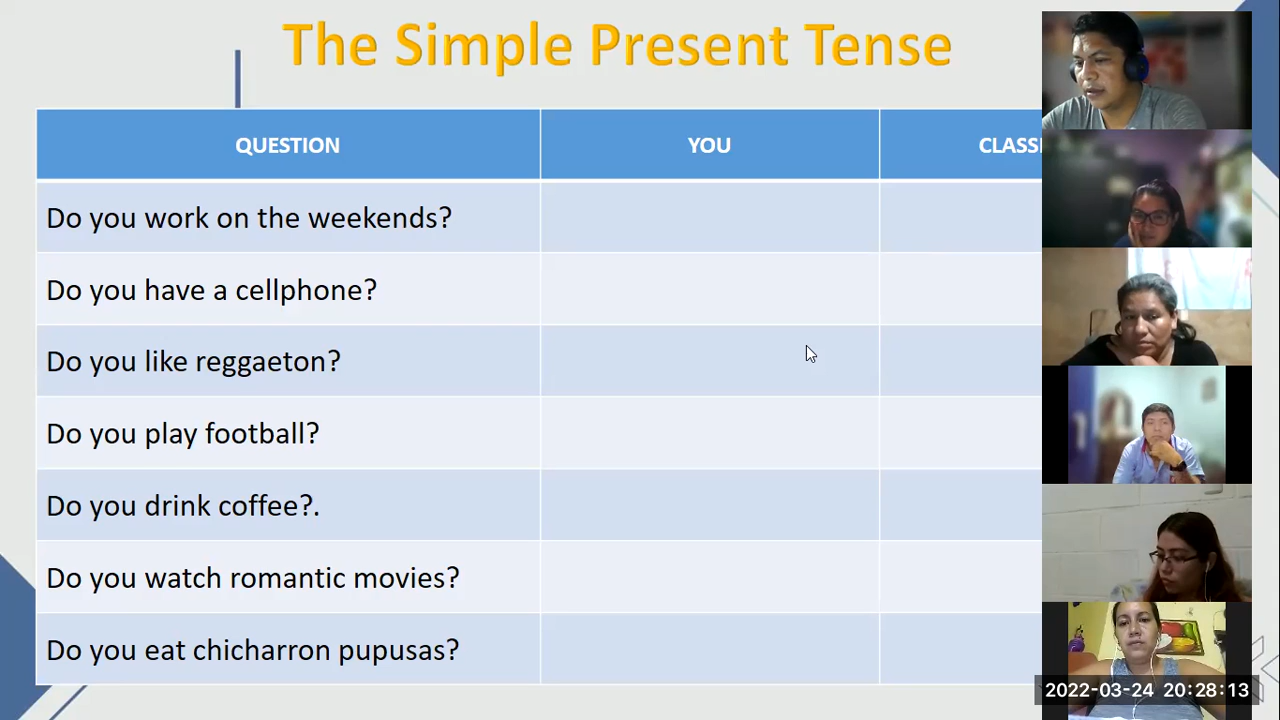 The Simple Present Tense
QUESTION YOU CLASS
Do you work on the weekends?
Do you have a cellphone?
Do you like reggaeton?
Do you play football?
Do you drink coffee?.
Do you watch romantic movies?
Do you eat chicharron pupusas?
2022-03-24 20:28:13